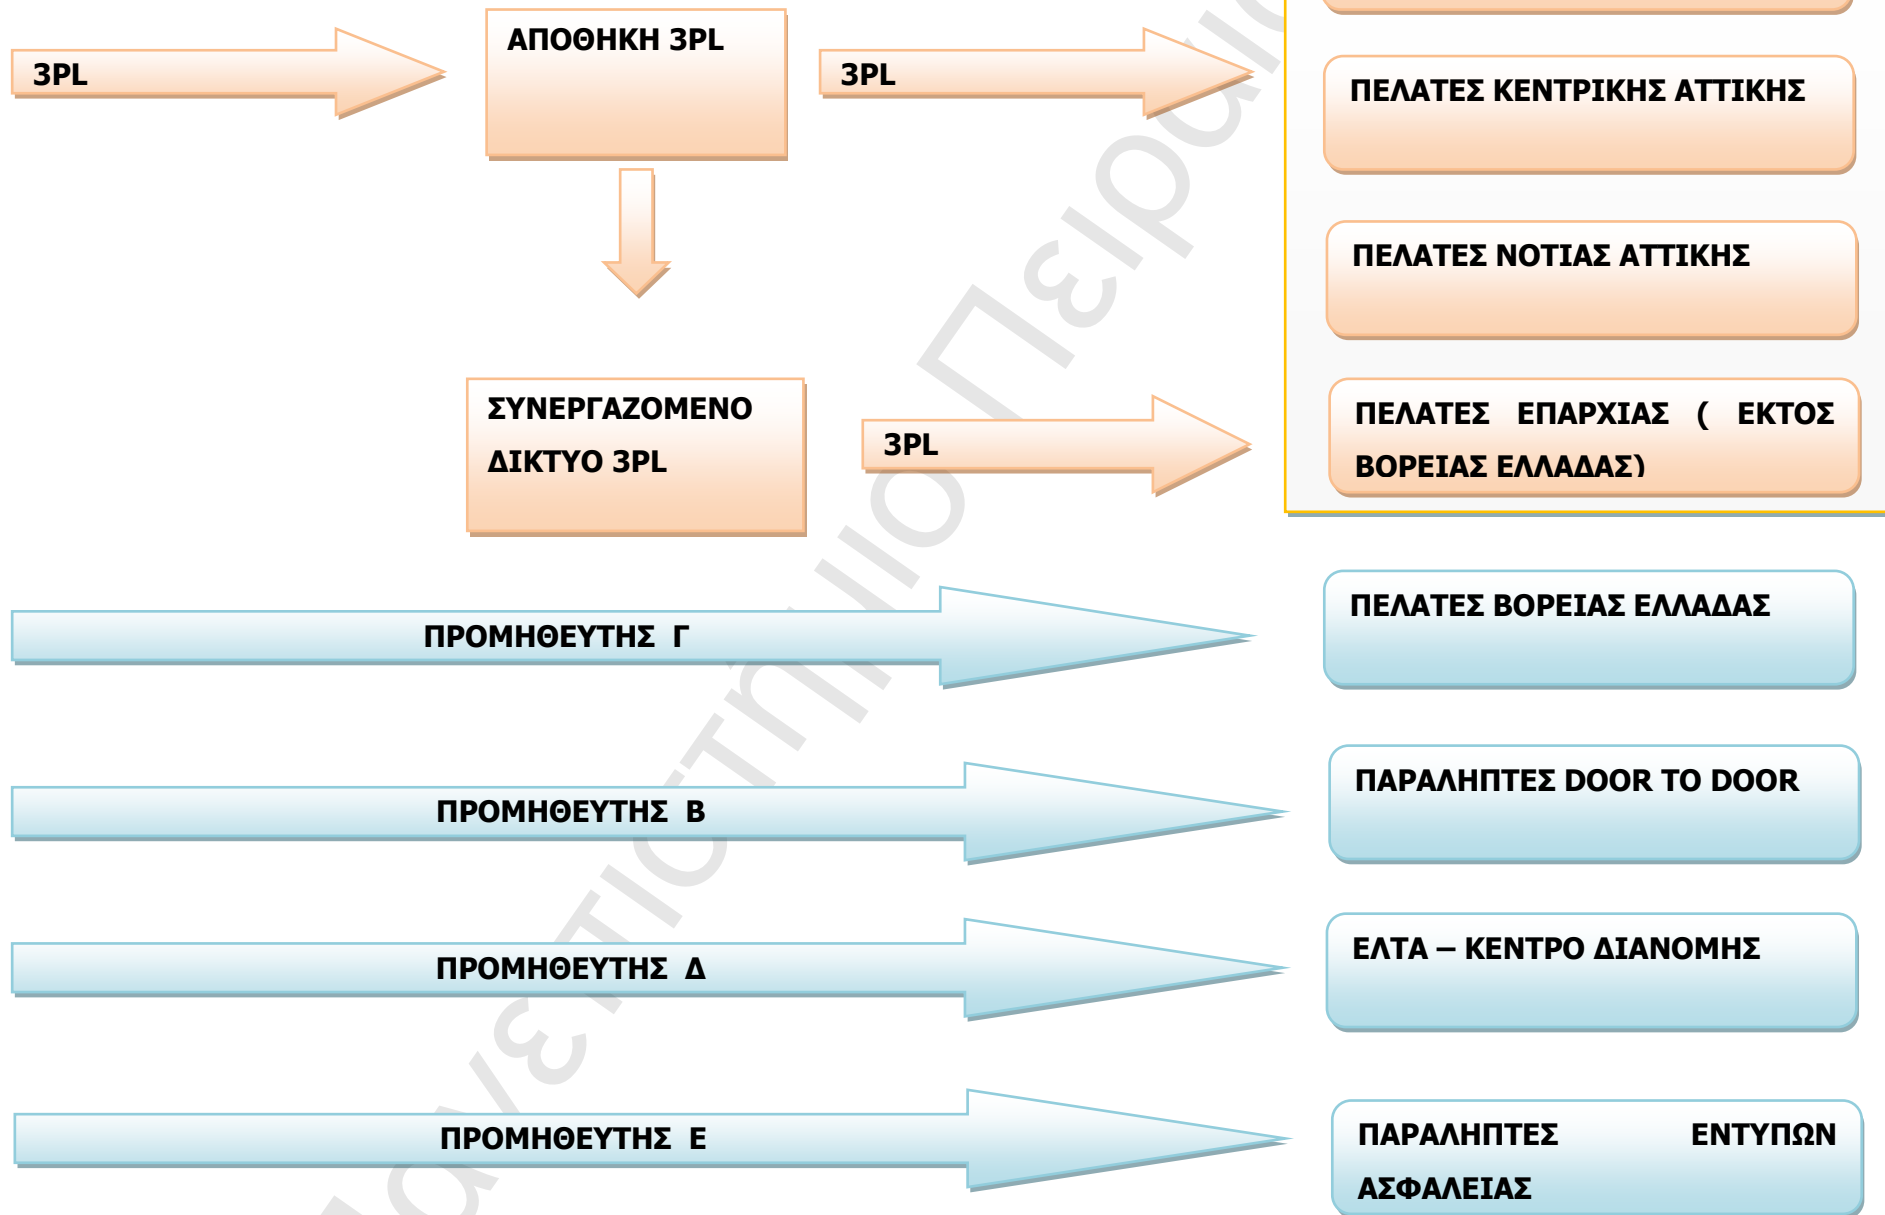 3PL
ΑΠΟΘΗΚΗ 3PL
3PL
ΠΕΛΑΤΕΣ ΚΕΝΤΡΙΚΗΣ ΑΤΤΙΚΗΣ
ΠΕΛΑΤΕΣ ΝΟΤΙΑΣ ΑΤΤΙΚΗΣ
ΣΥΝΕΡΓΑΖΟΜΕΝΟ
ΔΙΚΤΥΟ 3PL
3PL
ΠΕΛΑΤΕΣ ΕΠΑΡΧΙΑΣ ( ΕΚΤΟΣ
ΒΟΡΕΙΑΣ ΕΛΛΑΔΑΣ)
ΠΡΟΜΗΘΕΥΤΗΣ Γ
ΠΕΛΑΤΕΣ ΒΟΡΕΙΑΣ ΕΛΛΑΔΑΣ
ΠΡΟΜΗΘΕΥΤΗΣ Β
ΠΑΡΑΛΗΠΤΕΣ DOOR TO DOOR
ΠΡΟΜΗΘΕΥΤΗΣ Δ
ΕΛΤΑ – ΚΕΝΤΡΟ ΔΙΑΝΟΜΗΣ
ΠΡΟΜΗΘΕΥΤΗΣ Ε
ΠΑΡΑΛΗΠΤΕΣ ΕΝΤΥΠΩΝ
ΑΣΦΑΛΕΙΑΣ